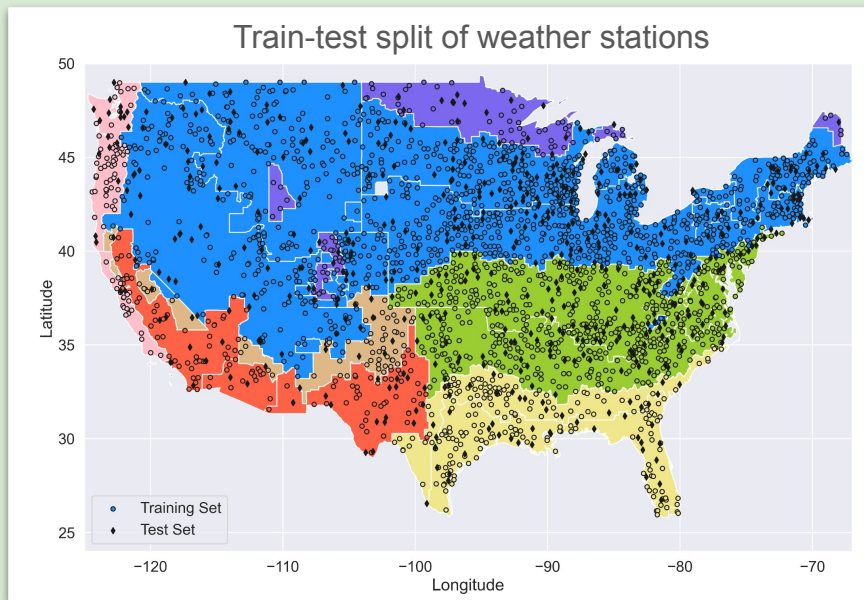 Train-test split of weather stations
50
45
40
35
30
25
Latitude
Training Set
Test Set
−120 −110 −100 −90 −80 −70
Longitude